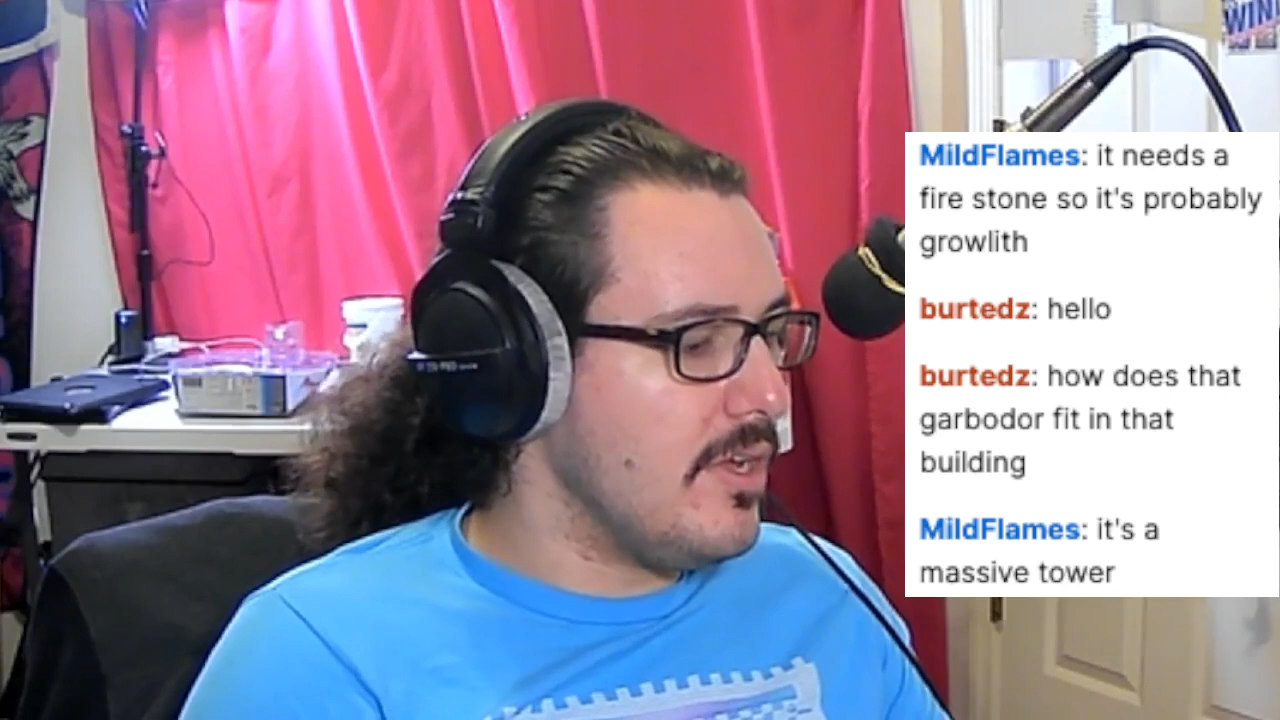 WIN
MildFlames: it needs a
fire stone so it's probably
growlith
burtedz: hello
burtedz: how does that
garbodor fit in that
building
MildFlames: it's a
massive tower